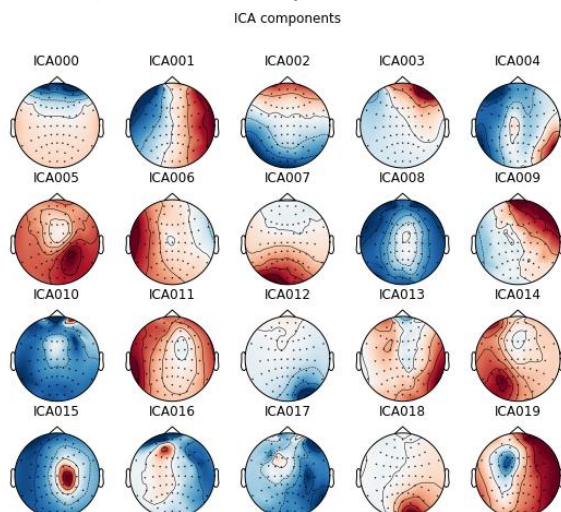 ICA components
ICA000 ICA001 ICA002 ICA003 ICA004
ICA005 ICA006 ICA007 ICA008 ICA009
ICA010 ICA011 ICA012 ICA013 ICA014
ICA015 ICA016 ICA017 ICA018 ICA019